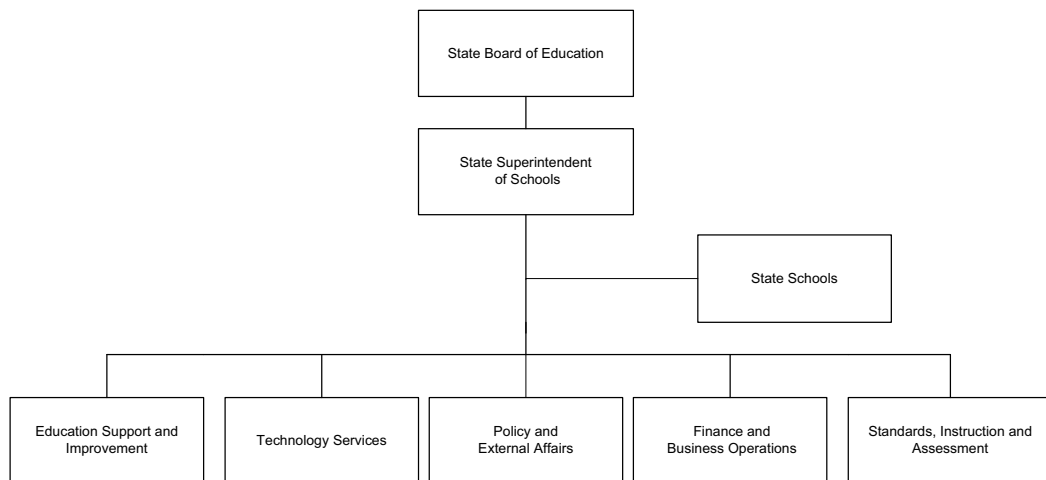 State Board of Education
State Superintendent
of Schools
State Schools
Education Support and
Improvement
Technology Services
Policy and
External Affairs
Finance and
Business Operations
Standards, Instruction and
Assessment